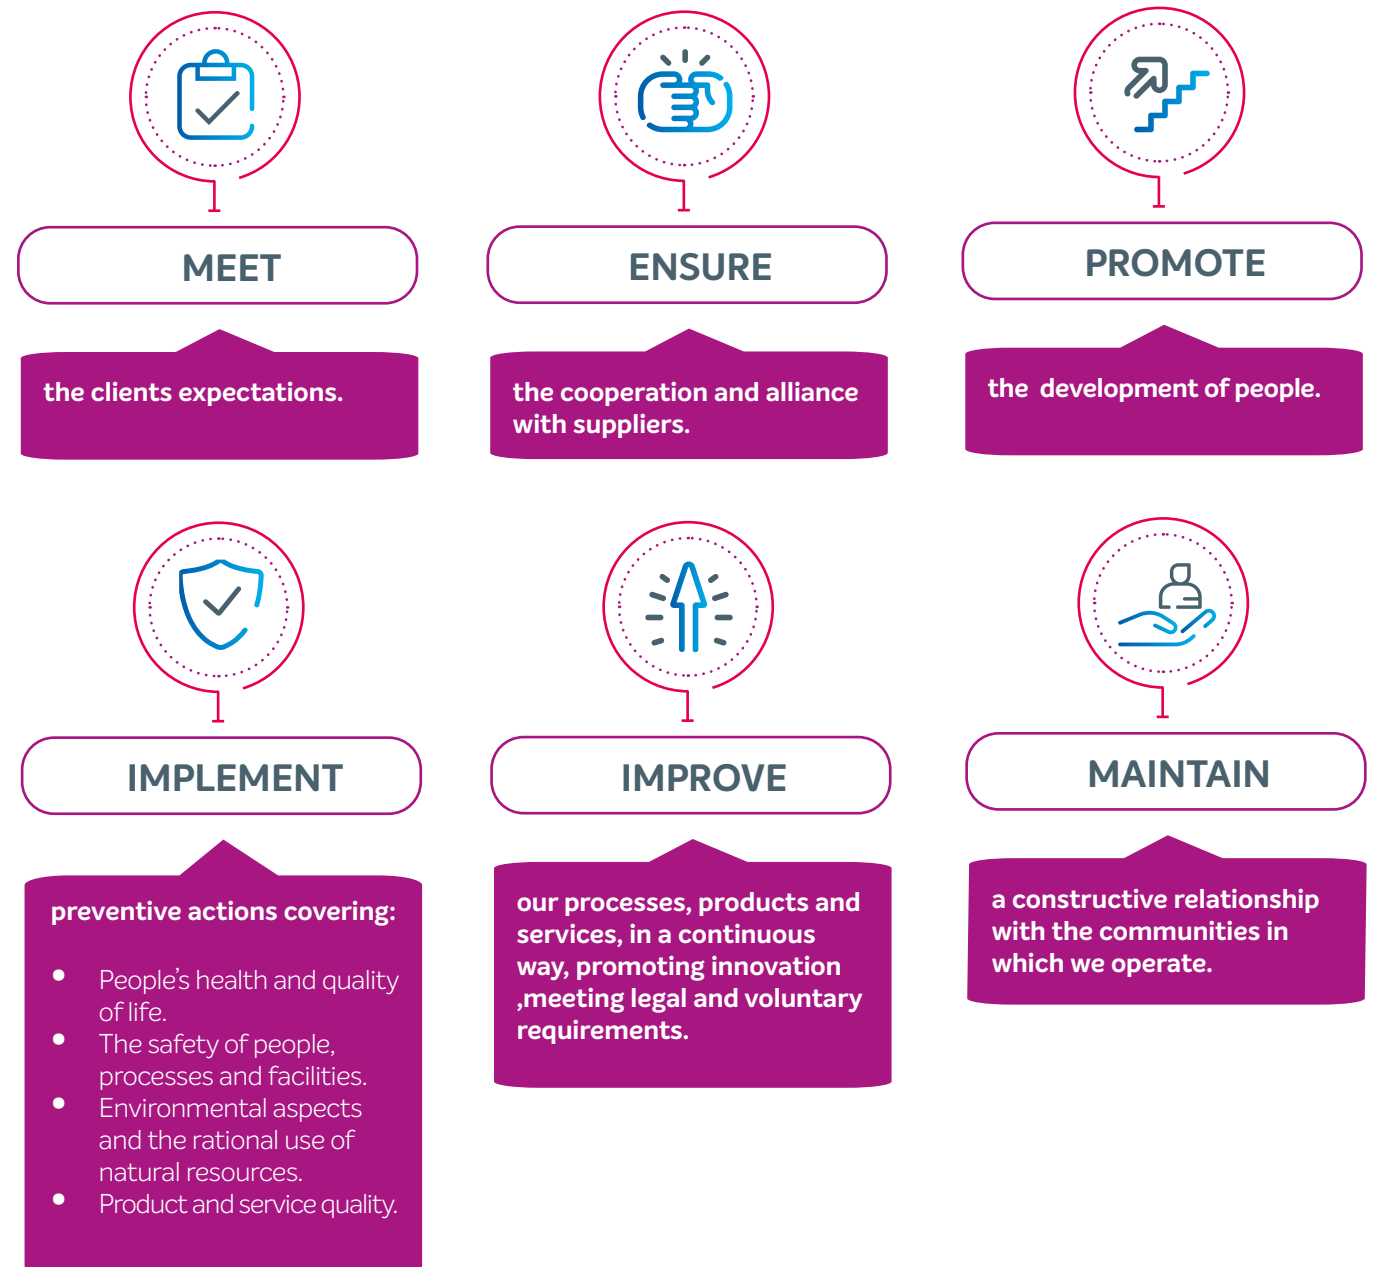 MEET
the clients expectations.
ENSURE
the cooperation and alliance
with suppliers.
PROMOTE
the  development of people.
IMPLEMENT
preventive actions covering:
• People’s health and quality
of life.
• The safety of people,
processes and facilities.
• Environmental aspects
and the rational use of
natural resources.
• Product and service quality.
IMPROVE
our processes, products and
services, in a continuous
way, promoting innovation
,meeting legal and voluntary
requirements.
MAINTAIN
a constructive relationship
with the communities in
which we operate.